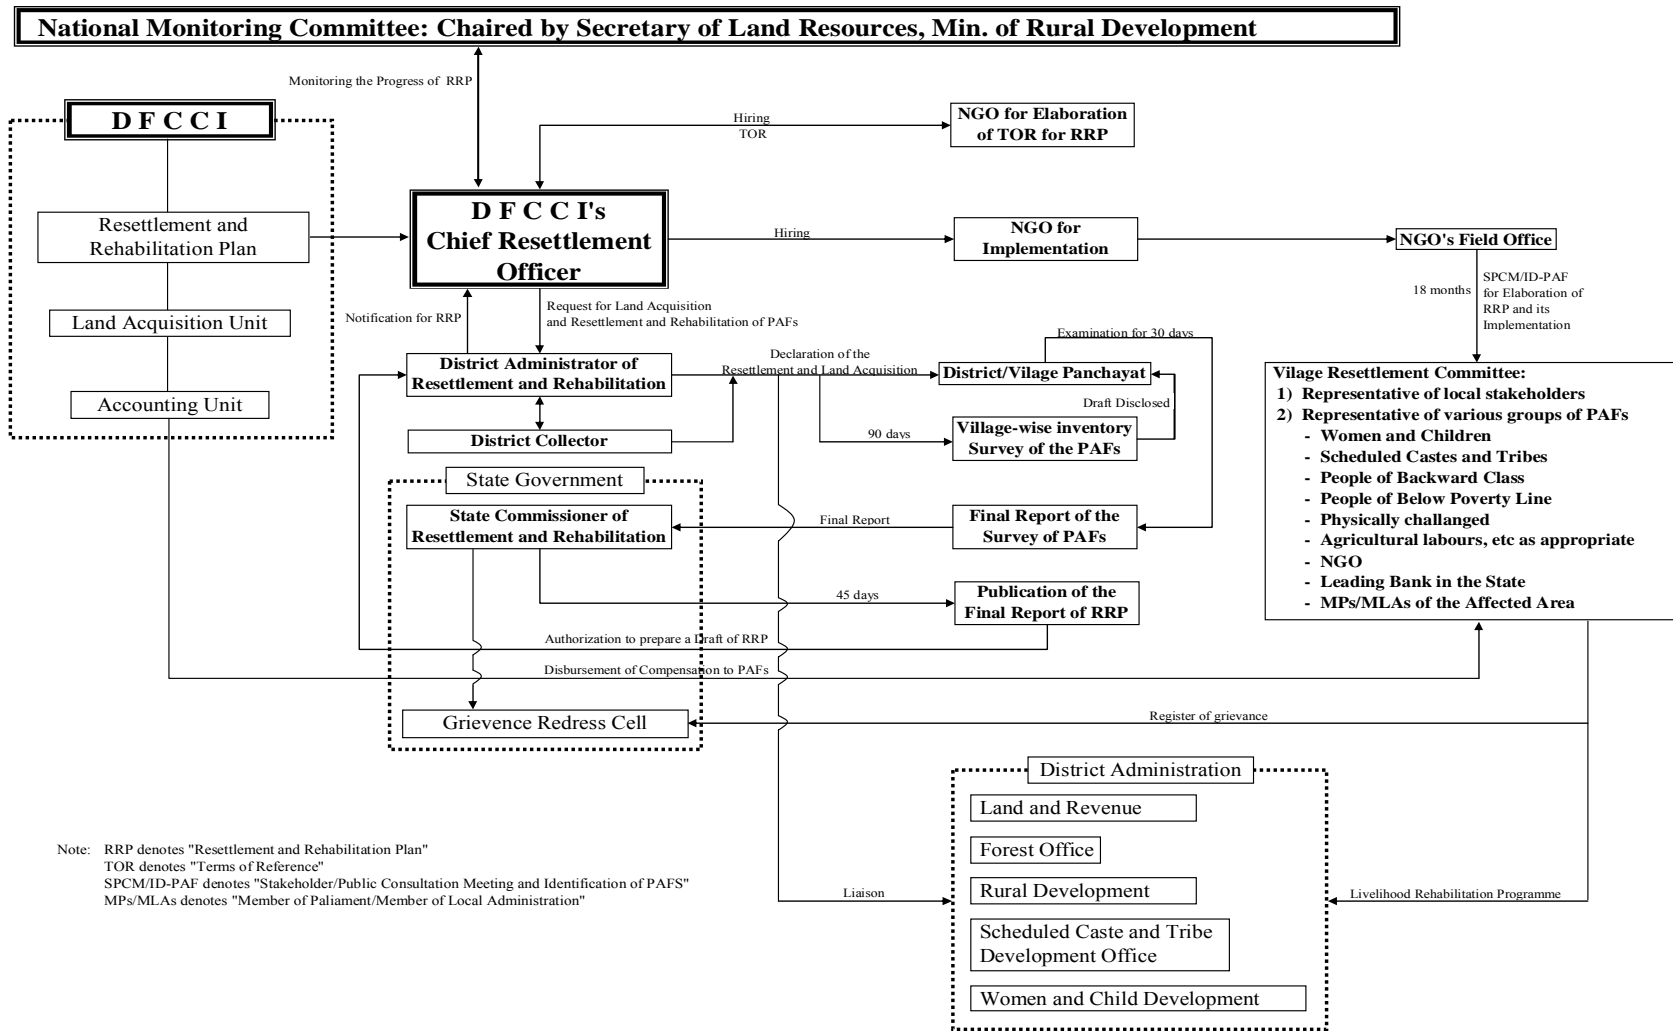 National Monitoring Committee: Chaired by Secretary of Land Resources, Min. of Rural Development
Monitoring the Progress of RRP
D F C C I
Resettlement and
Rehabilitation Plan
Land Acquisition Unit
Accounting Unit
Hiring
TOR
NGO for Elaboration
of TOR for RRP
D F C C I's
Chief Resettlement
Officer
Hiring
NGO for
Implementation
NGO's Field Office
18 months
SPCM/ID-PAF
for Elaboration of
RRP and its
Implementation
Notification for RRP
Request for Land Acquisition
and Resettlement and Rehabilitation of PAFs
Examination for 30 days
District Administrator of
Resettlement and Rehabilitation
Declaration of the
Resettlement and Land Acquisition
District/Vilage Panchayat
Draft Disclosed
District Collector
90 days
Village-wise inventory
Survey of the PAFs
Vilage Resettlement Committee:
1) Representative of local stakeholders
2) Representative of various groups of PAFs
- Women and Children
- Scheduled Castes and Tribes
- People of Backward Class
- People of Below Poverty Line
- Physically challanged
- Agricultural labours, etc as appropriate
- NGO
- Leading Bank in the State
- MPs/MLAs of the Affected Area
State Government
State Commissioner of
Resettlement and Rehabilitation
Final Report
Final Report of the
Survey of PAFs
45 days
Publication of the
Final Report of RRP
Authorization to prepare a Draft of RRP
Disbursement of Compensation to PAFs
Grievence Redress Cell
Register of grievance
District Administration
Land and Revenue
Forest Office
Rural Development
Scheduled Caste and Tribe
Development Office
Women and Child Development
Liaison
Livelihood Rehabilitation Programme
Note: RRP denotes "Resettlement and Rehabilitation Plan"
TOR denotes "Terms of Reference"
SPCM/ID-PAF denotes "Stakeholder/Public Consultation Meeting and Identification of PAFS"
MPs/MLAs denotes "Member of Paliament/Member of Local Administration"